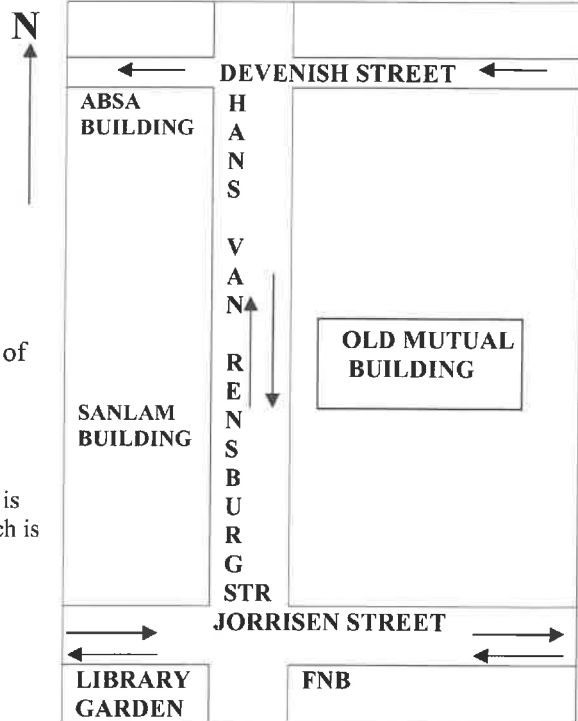 N
DEVENISH STREET
ABSA
BUILDING
HANS VAN RENSBURG
STR
OLD MUTUAL
BUILDING
of
SANLAM
BUILDING
is
ch is
JORRISEN STREET
LIBRARY
GARDEN
FNB